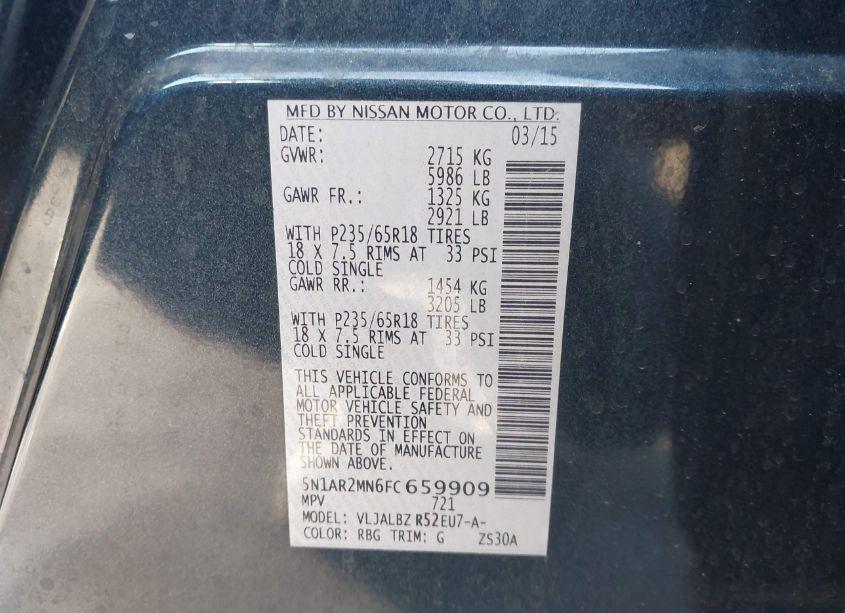 MFD BY NISSAN MOTOR CO., LTD.
DATE: 03/15
GVWR: 2715 KG
5986 LB
GAWR FR.: 1325 KG
2921 LB
WITH P235/65R18 TIRES
18 X 7.5 RIMS AT 33 PSI
COLD SINGLE
GAWR RR.: 1454 KG
3205 LB
WITH P235/65R18 TIRES
18 X 7.5 RIMS AT 33 PSI
COLD SINGLE
THIS VEHICLE CONFORMS TO
ALL APPLICABLE FEDERAL
MOTOR VEHICLE SAFETY AND
THEFT PREVENTION
STANDARDS IN EFFECT ON
THE DATE OF MANUFACTURE
SHOWN ABOVE.
5N1AR2MN6FC659909
MPV 721
MODEL: VLJALBZ R52EU7-A-
COLOR: RBG TRIM: G ZS30A